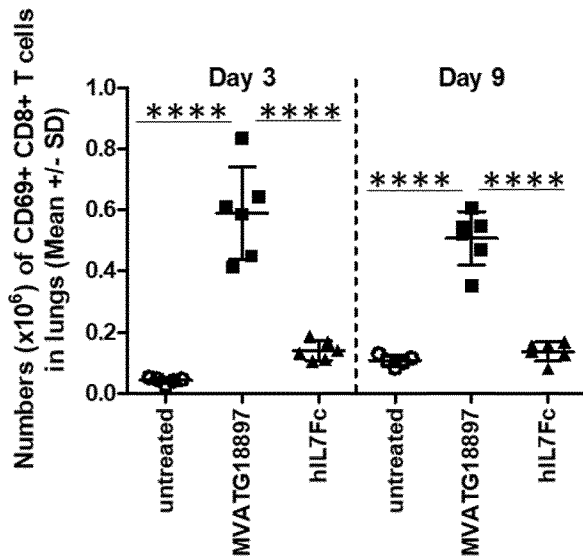 Numbers (x10⁶) of CD69+ CD8+ T cells
in lungs (Mean +/- SD)
Day 3
Day 9
1.0
0.8
0.6
0.4
0.2
0.0
****
****
****
****
untreated
MVATG18897
hIL7Fc
untreated
MVATG18897
hIL7Fc